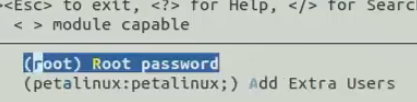 ><Esc> to exit, <?> for Help, </> for Searc
< > module capable
(root) Root password
(petalinux:petalinux;) Add Extra Users